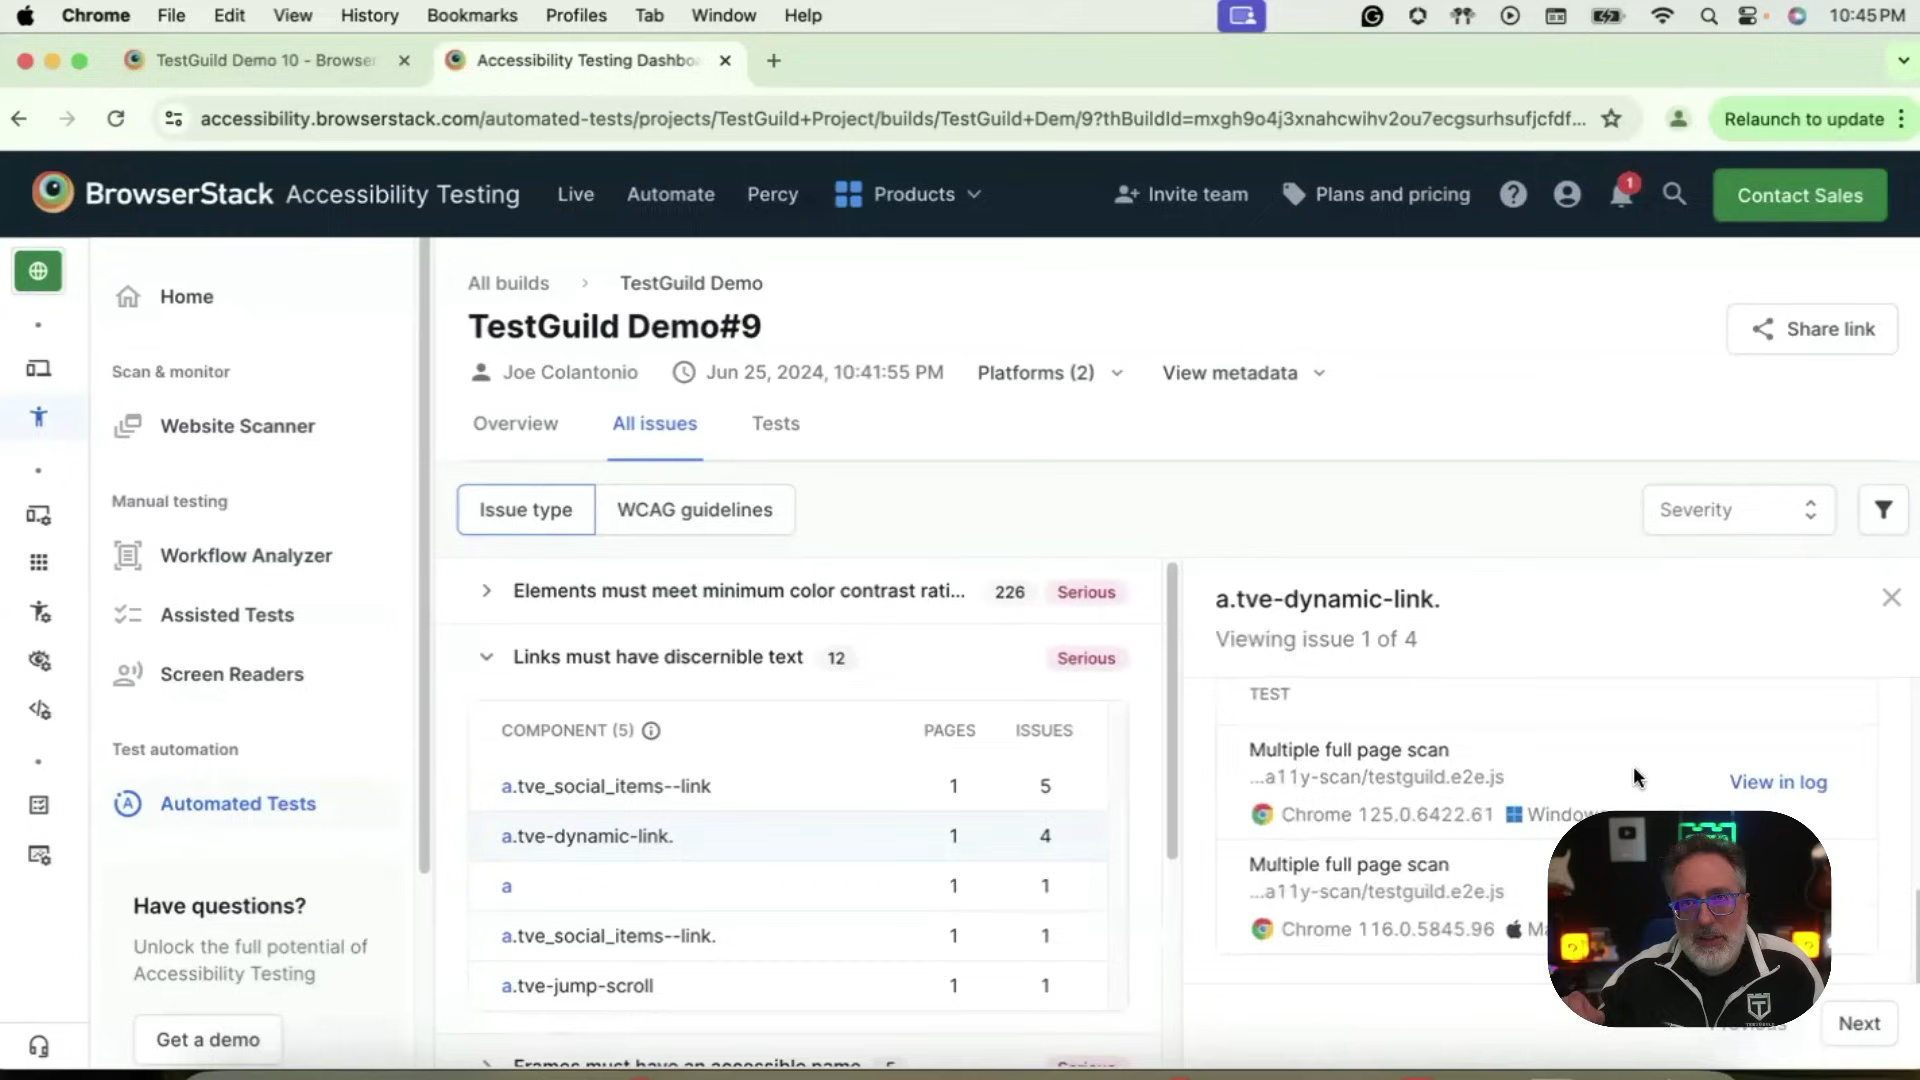 Chrome File Edit View History Bookmarks Profiles Tab Window Help 10:45 PM
TestGuild Demo 10 - Browse
Accessibility Testing Dashbo
accessibility.browserstack.com/automated-tests/projects/TestGuild+Project/builds/TestGuild+Dem/9?thBuildId=mxgh9o4j3xnahcwihv2ou7ecgsurhsufjcfdf...
Relaunch to update
BrowserStack Accessibility Testing
Live Automate Percy Products
Invite team Plans and pricing 1 Contact Sales
Home
Scan & monitor
Website Scanner
Manual testing
Workflow Analyzer
Assisted Tests
Screen Readers
Test automation
Automated Tests
Have questions?
Unlock the full potential of
Accessibility Testing
Get a demo
All builds > TestGuild Demo
TestGuild Demo#9
Share link
Joe Colantonio Jun 25, 2024, 10:41:55 PM Platforms (2) View metadata
Overview All issues Tests
Issue type WCAG guidelines
Severity
Elements must meet minimum color contrast rati... 226 Serious
Links must have discernible text 12 Serious
COMPONENT (5) PAGES ISSUES
a.tve_social_items--link 1 5
a.tve-dynamic-link. 1 4
a 1 1
a.tve_social_items--link. 1 1
a.tve-jump-scroll 1 1
Frames must have an accessible name 5 Serious
a.tve-dynamic-link.
Viewing issue 1 of 4
TEST
Multiple full page scan
...a11y-scan/testguild.e2e.js
View in log
Chrome 125.0.6422.61
Multiple full page scan
...a11y-scan/testguild.e2e.js
Chrome 116.0.5845.96
Next